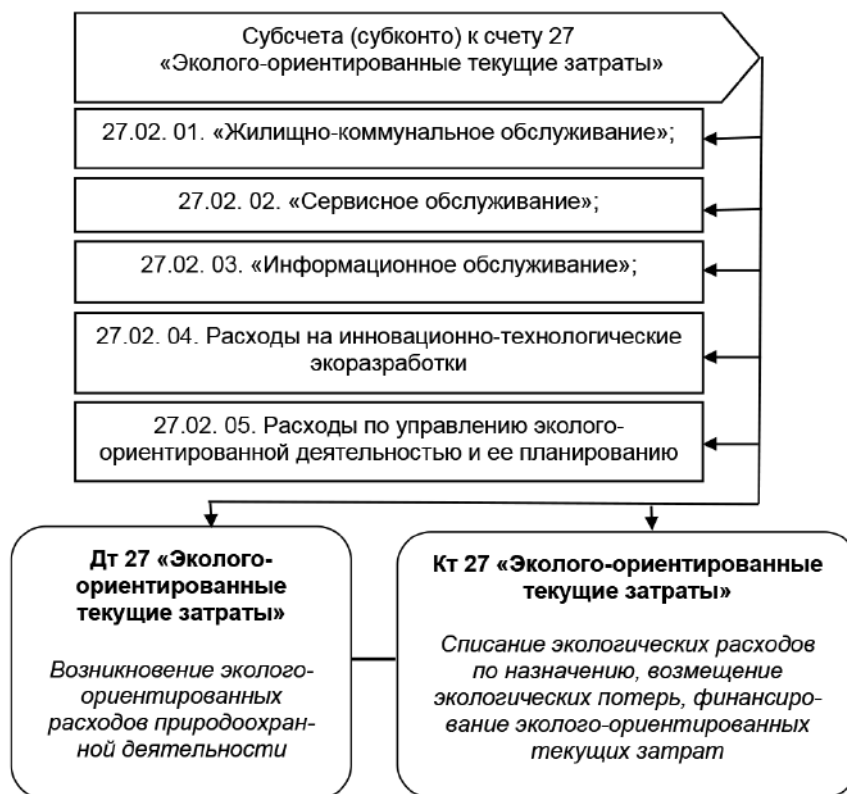 Субсчета (субконто) к счету 27
«Эколого-ориентированные текущие затраты»
27.02. 01. «Жилищно-коммунальное обслуживание»;
27.02. 02. «Сервисное обслуживание»;
27.02. 03. «Информационное обслуживание»;
27.02. 04. Расходы на инновационно-технологические
экоразработки
27.02. 05. Расходы по управлению эколого-
ориентированной деятельностью и ее планированию
Дт 27 «Эколого-
ориентированные
текущие затраты»
Возникновение эколого-
ориентированных
расходов природоохран-
ной деятельности
Кт 27 «Эколого-ориентированные
текущие затраты»
Списание экологических расходов
по назначению, возмещение
экологических потерь, финансиро-
вание эколого-ориентированных
текущих затрат